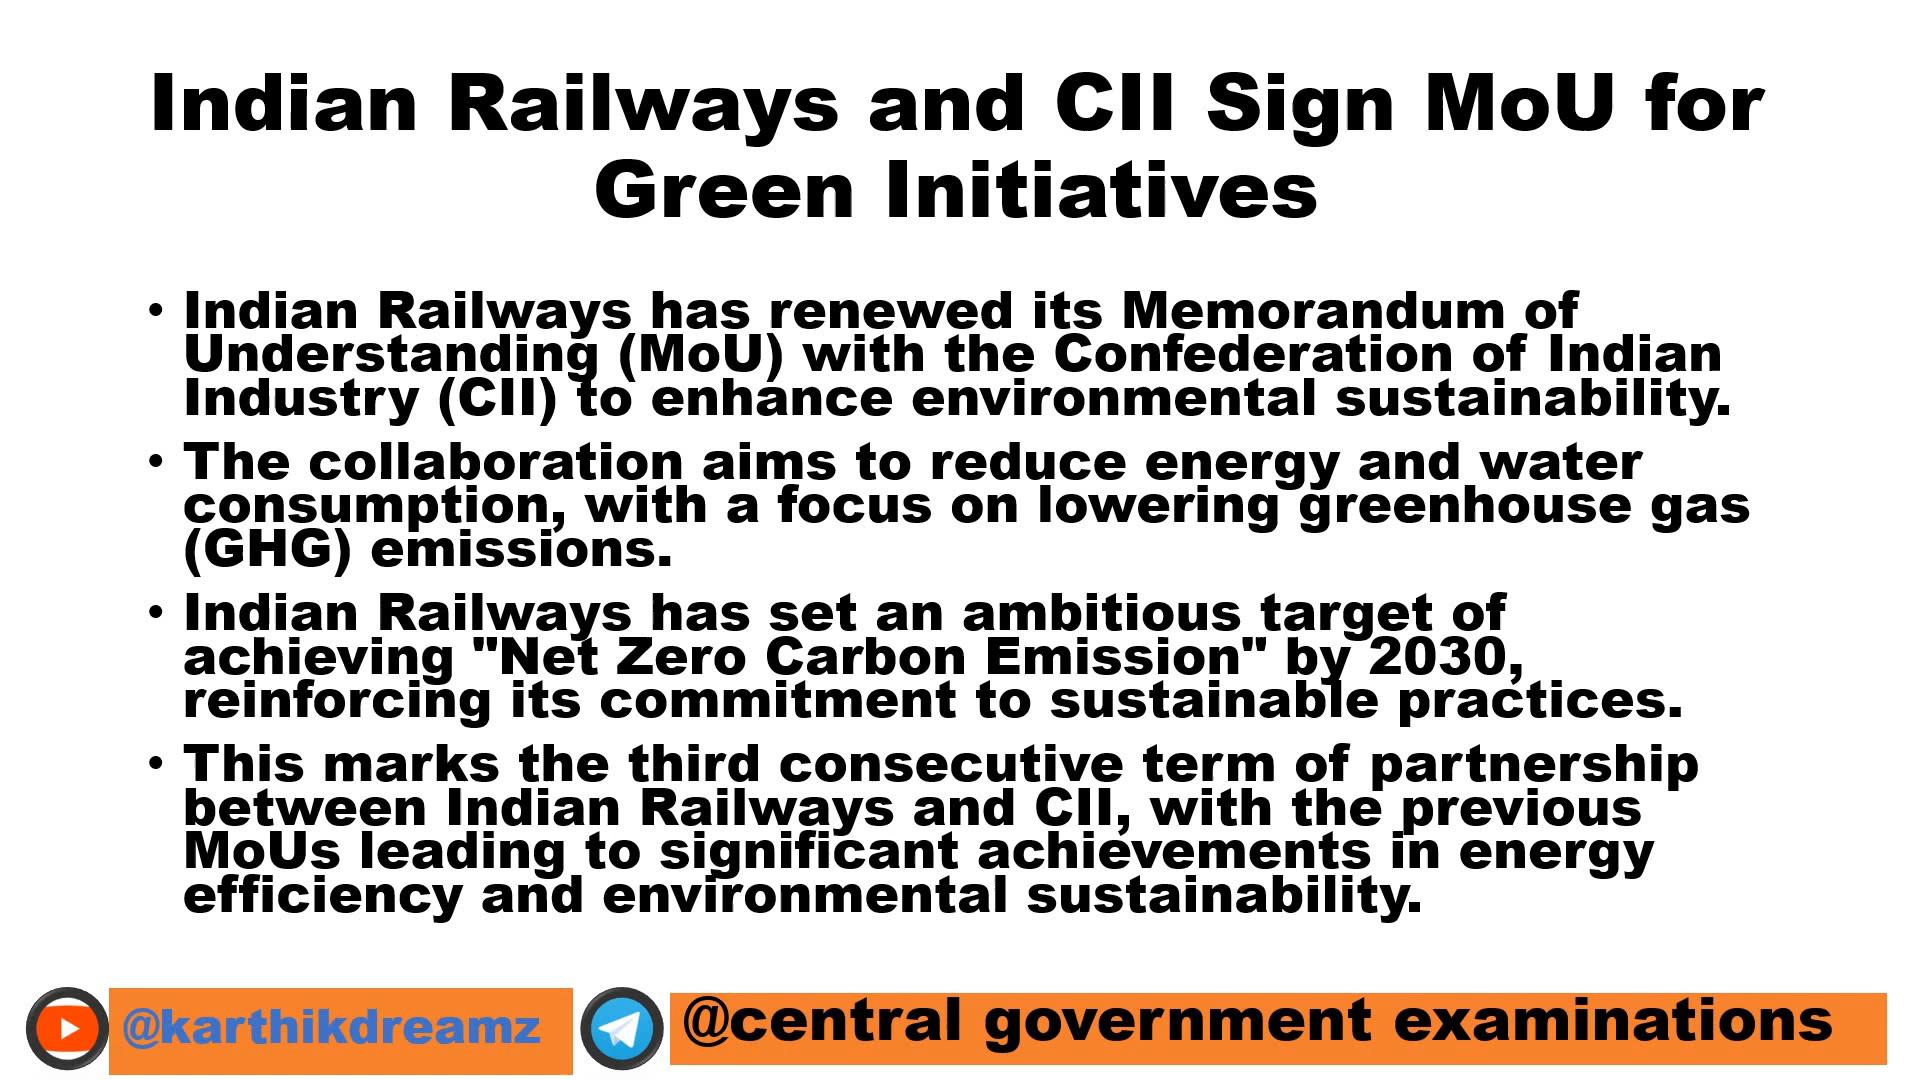 Indian Railways and CII Sign MoU for
Green Initiatives
• Indian Railways has renewed its Memorandum of
Understanding (MoU) with the Confederation of Indian
Industry (CII) to enhance environmental sustainability.
• The collaboration aims to reduce energy and water
consumption, with a focus on lowering greenhouse gas
(GHG) emissions.
• Indian Railways has set an ambitious target of
achieving "Net Zero Carbon Emission" by 2030,
reinforcing its commitment to sustainable practices.
• This marks the third consecutive term of partnership
between Indian Railways and CII, with the previous
MoUs leading to significant achievements in energy
efficiency and environmental sustainability.
@karthikdreamz
@central government examinations